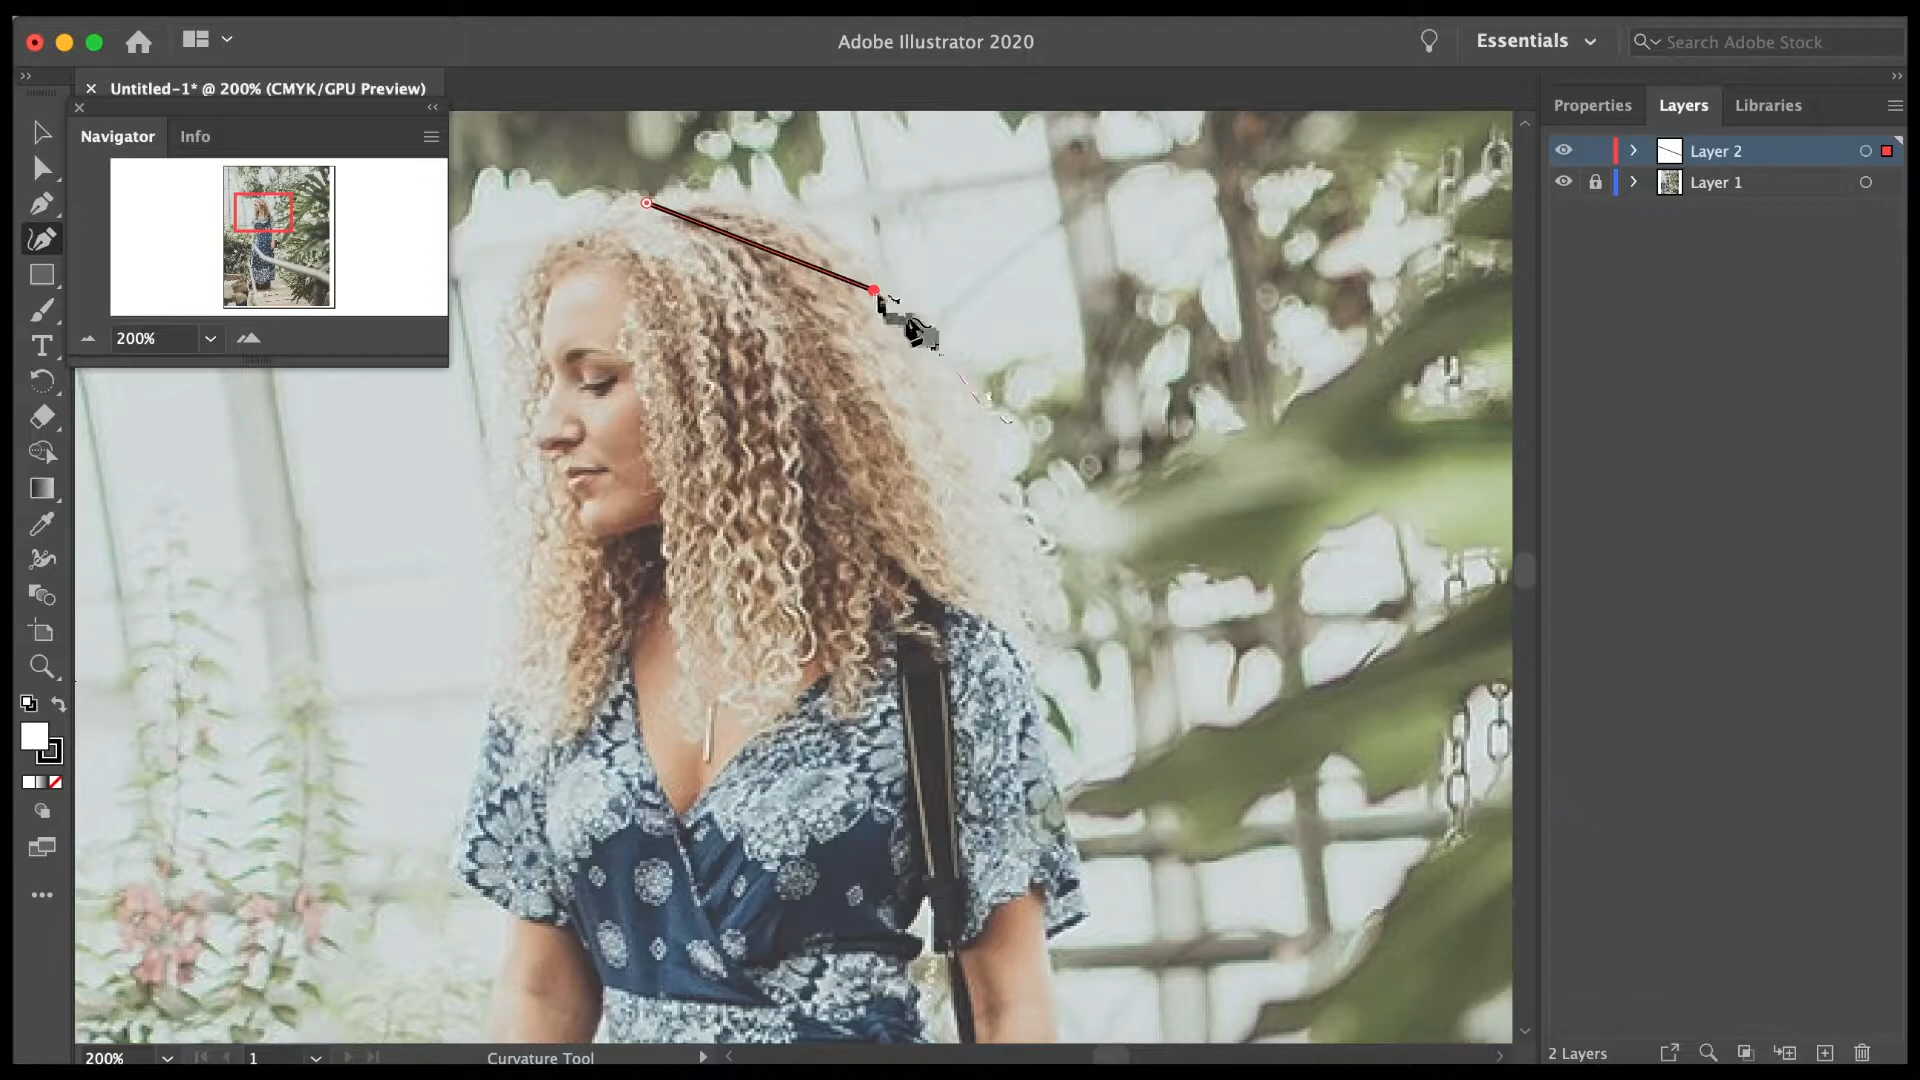 Adobe Illustrator 2020
Essentials
Search Adobe Stock
Untitled-1* @ 200% (CMYK/GPU Preview)
Navigator
Info
200%
Properties
Layers
Libraries
Layer 2
Layer 1
200%
1
Curvature Tool
2 Layers